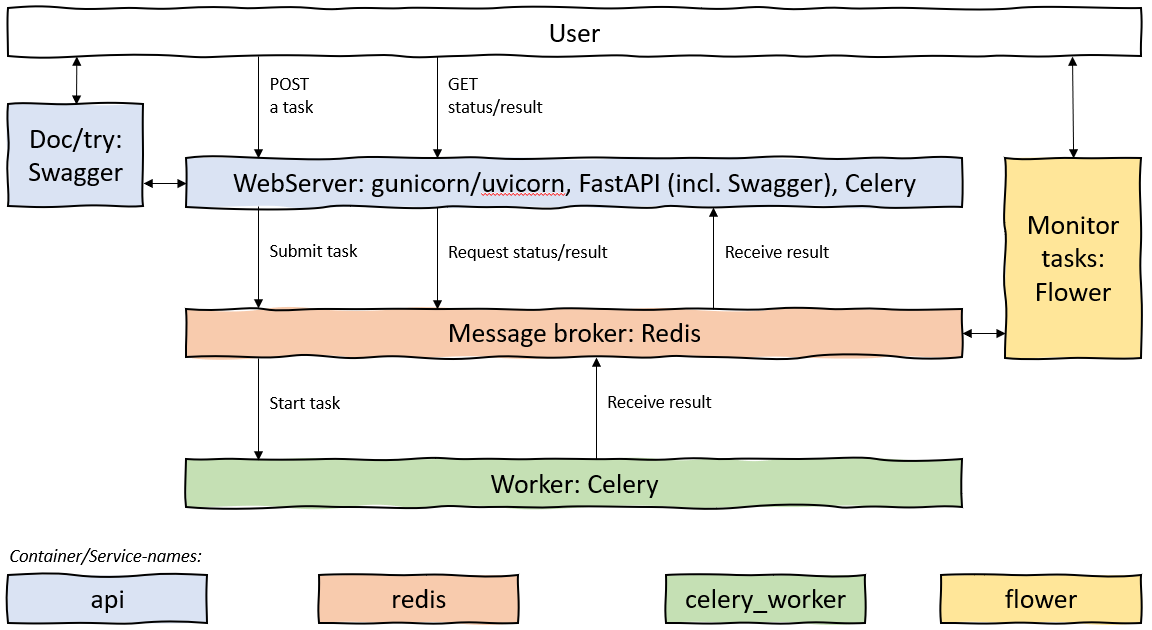 User
POST
a task
GET
status/result
Doc/try:
Swagger
WebServer: gunicorn/uvicorn, FastAPI (incl. Swagger), Celery
Monitor
tasks:
Flower
Submit task
Request status/result
Receive result
Message broker: Redis
Start task
Receive result
Worker: Celery
Container/Service-names:
api
redis
celery_worker
flower